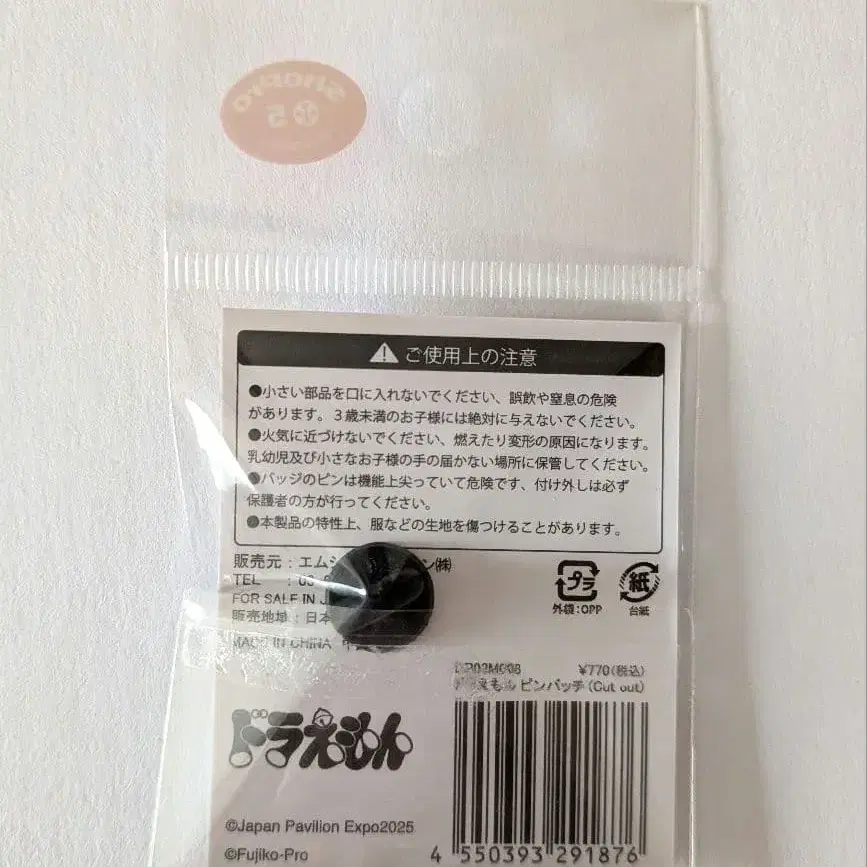 Shopro
5
ご使用上の注意
●小さい部品を口に入れないでください、誤飲や窒息の危険
があります。3歳未満のお子様には絶対に与えないでください。
●火気に近づけないでください、燃えたり変形の原因になります。
乳幼児及び小さなお子様の手の届かない場所に保管してください。
●バッジのピンは機能上尖っていて危険です、付け外しは必ず
保護者の方が行ってください。
●本製品の特性上、服などの生地を傷つけることがあります。
販売元：エム ン㈱
TEL ：03
FOR SALE IN
販売地域：日本
MADE IN CHINA
プラ
外袋：OPP
紙
台紙
¥770(税込)
ドラえもん ピンバッチ (Cut out)
ドラえもん
©Japan Pavilion Expo2025
©Fujiko-Pro
4 550393 291876